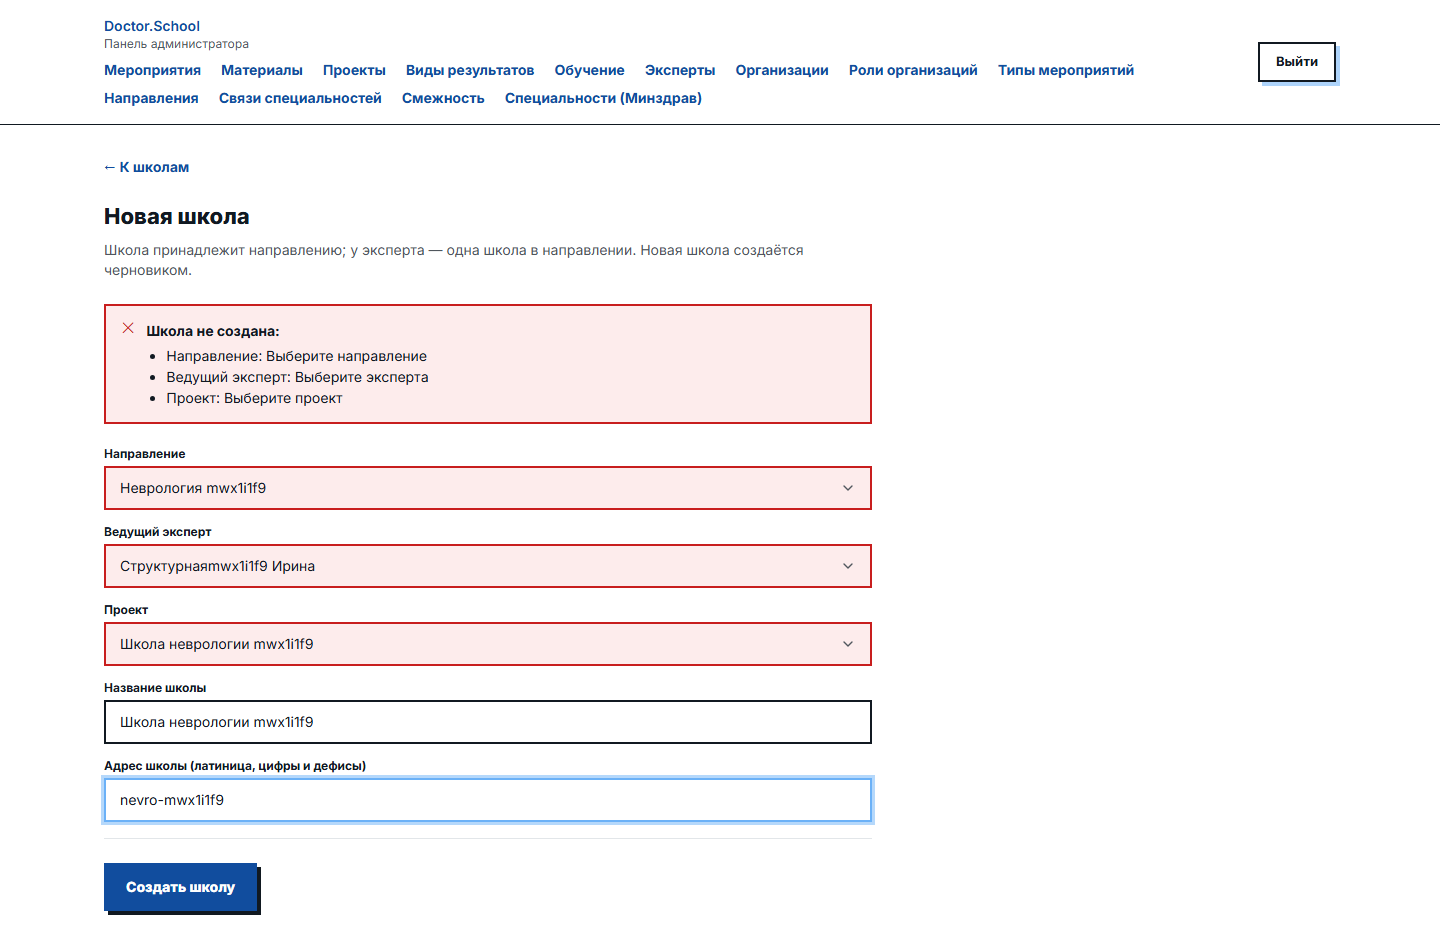 Doctor.School
Панель администратора
Мероприятия Материалы Проекты Виды результатов Обучение Эксперты Организации Роли организаций Типы мероприятий
Направления Связи специальностей Смежность Специальности (Минздрав)
Выйти
← К школам
Новая школа
Школа принадлежит направлению; у эксперта — одна школа в направлении. Новая школа создаётся
черновиком.
Школа не создана:
• Направление: Выберите направление
• Ведущий эксперт: Выберите эксперта
• Проект: Выберите проект
Направление
Неврология mwx1i1f9
Ведущий эксперт
Структурнаяmwx1i1f9 Ирина
Проект
Школа неврологии mwx1i1f9
Название школы
Школа неврологии mwx1i1f9
Адрес школы (латиница, цифры и дефисы)
nevro-mwx1i1f9
Создать школу